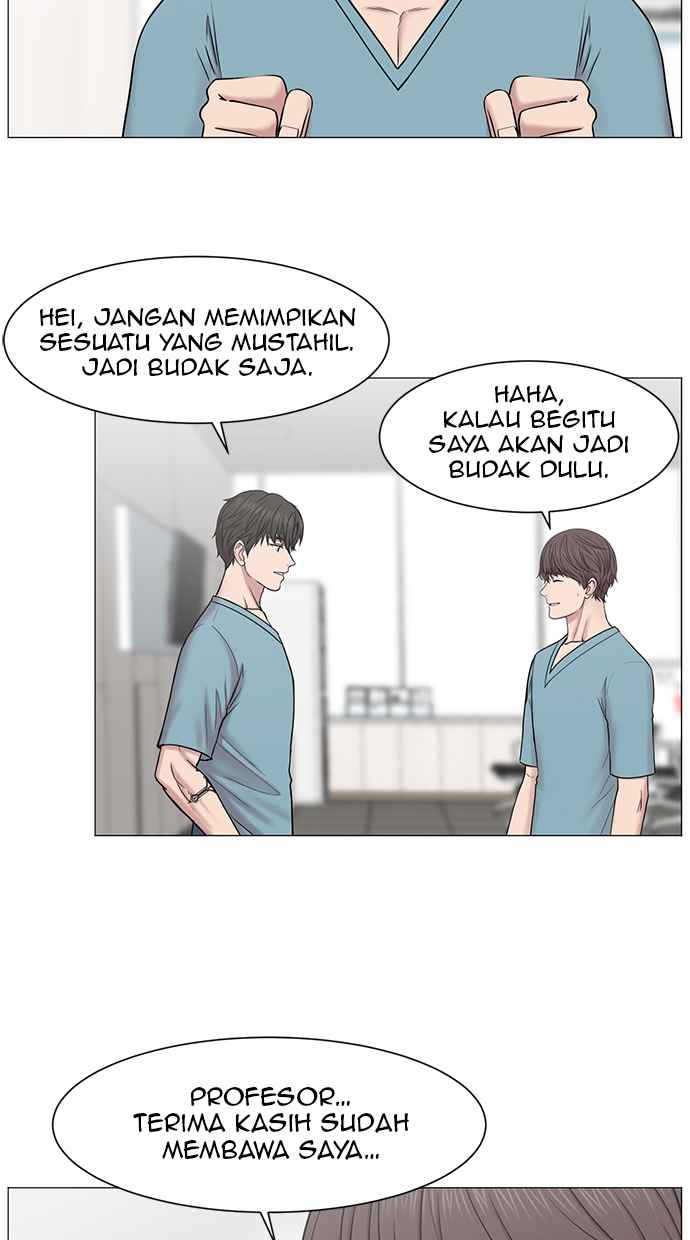 HEI, JANGAN MEMIMPIKAN
SESUATU YANG MUSTAHIL.
JADI BUDAK SAJA.
HAHA,
KALAU BEGITU
SAYA AKAN JADI
BUDAK DULU.
PROFESOR...
TERIMA KASIH SUDAH
MEMBAWA SAYA...